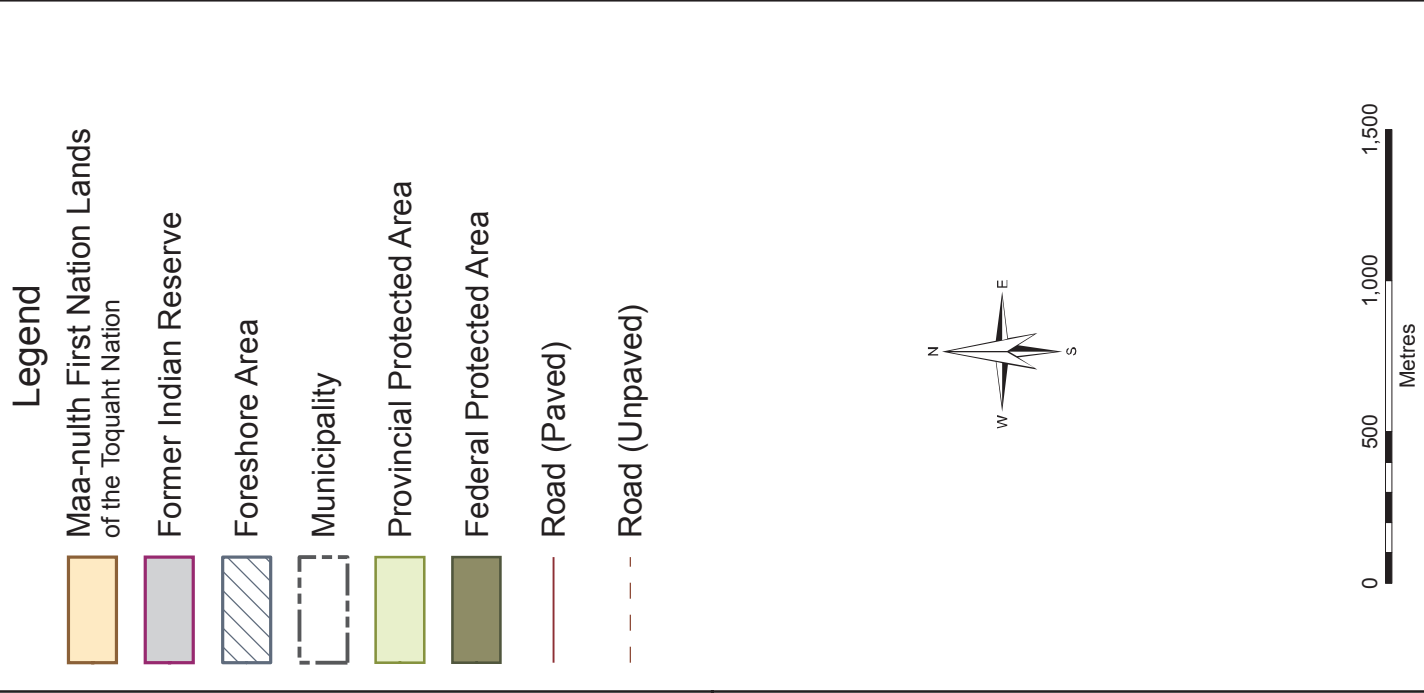 Legend
Maa-nulth First Nation Lands
of the Toquaht Nation
Former Indian Reserve
Foreshore Area
Municipality
Provincial Protected Area
Federal Protected Area
Road (Paved)
Road (Unpaved)
N
W
E
S
0
500
1,000
1,500
Metres